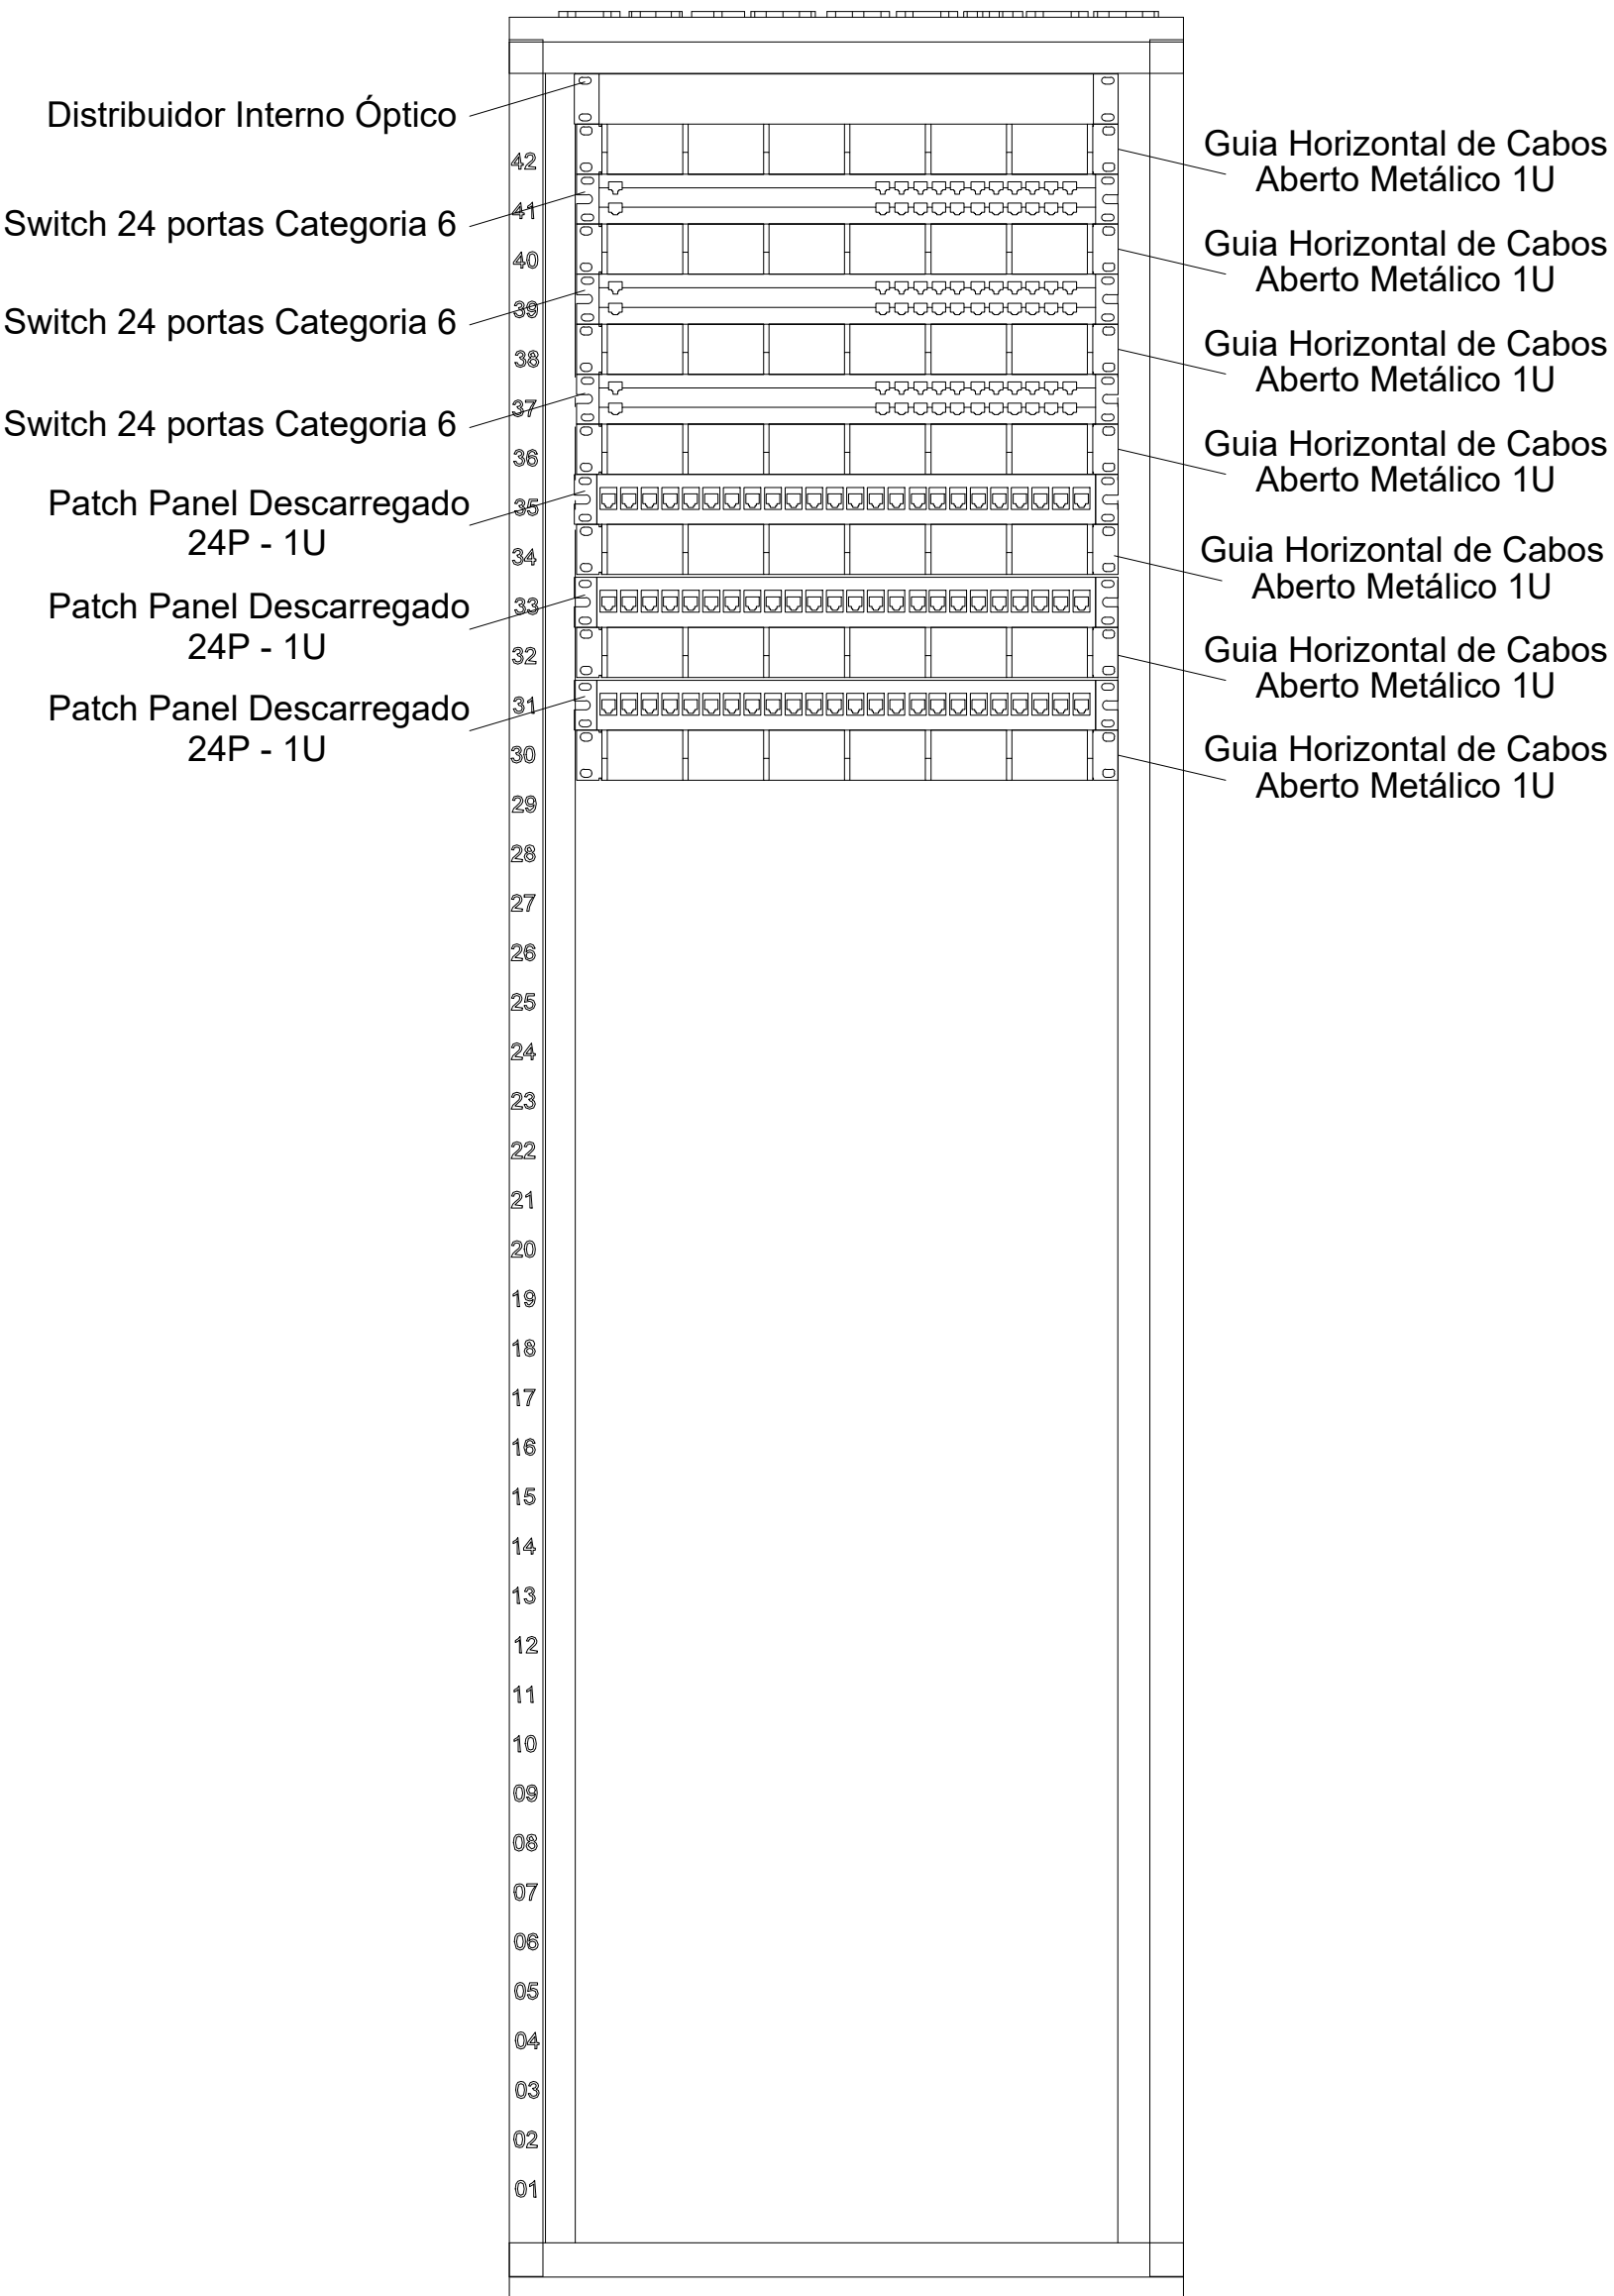 Distribuidor Interno Óptico
Switch 24 portas Categoria 6
Switch 24 portas Categoria 6
Switch 24 portas Categoria 6
Patch Panel Descarregado
24P - 1U
Patch Panel Descarregado
24P - 1U
Patch Panel Descarregado
24P - 1U
42
41
40
39
38
37
36
35
34
33
32
31
30
29
28
27
26
25
24
23
22
21
20
19
18
17
16
15
14
13
12
11
10
09
08
07
06
05
04
03
02
01
Guia Horizontal de Cabos
Aberto Metálico 1U
Guia Horizontal de Cabos
Aberto Metálico 1U
Guia Horizontal de Cabos
Aberto Metálico 1U
Guia Horizontal de Cabos
Aberto Metálico 1U
Guia Horizontal de Cabos
Aberto Metálico 1U
Guia Horizontal de Cabos
Aberto Metálico 1U
Guia Horizontal de Cabos
Aberto Metálico 1U